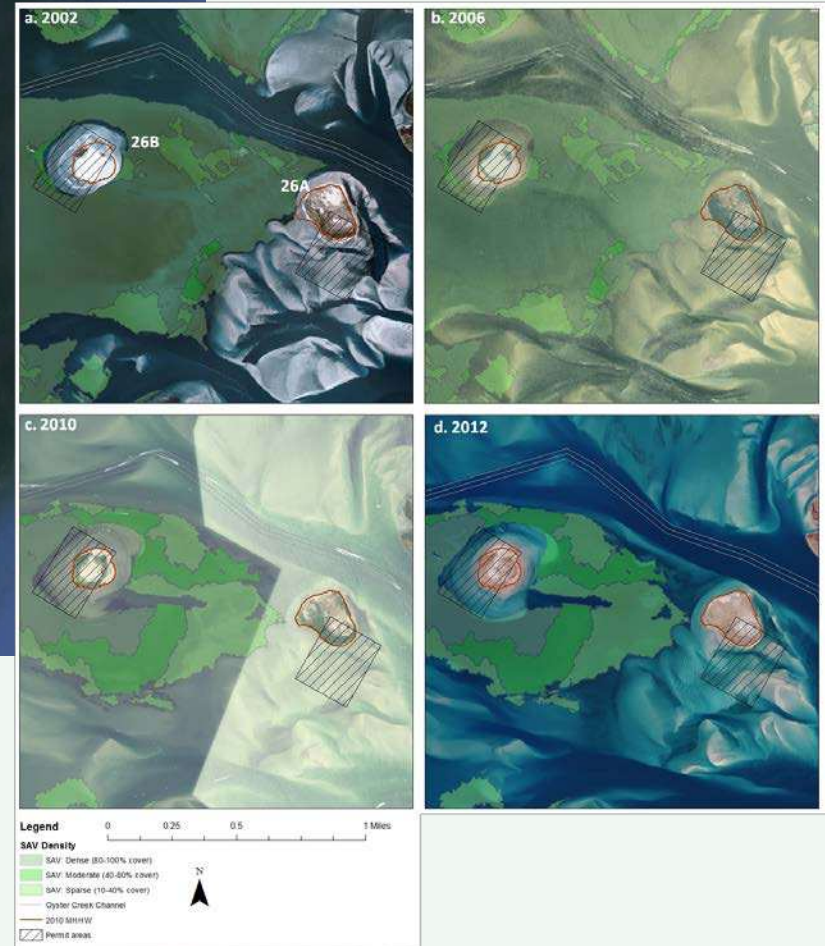 a. 2002
b. 2006
26B
26A
c. 2010
d. 2012
Legend
0 0.25 0.5 1 Miles
SAV Density
SAV: Dense (80-100% cover)
SAV: Moderate (40-80% cover)
SAV: Sparse (10-40% cover)
Oyster Creek Channel
2010 MHHW
Permit areas
N